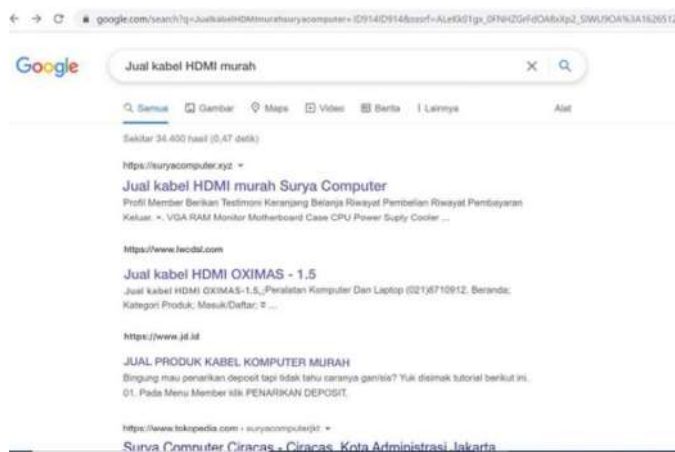 google.com/search?q=
Google
Jual kabel HDMI murah
Semua Gambar Maps Video Berita Lainnya Alat
Sekitar 34.400 hasil (0,47 detik)
https://suryacomputer.xyz
Jual kabel HDMI murah Surya Computer
Profil Member Berikan Testimoni Keranjang Belanja Riwayat Pembelian Riwayat Pembayaran
Keluar. ×. VGA RAM Monitor Motherboard Case CPU Power Suply Cooler ...
https://www.lwcdsl.com
Jual kabel HDMI OXIMAS - 1.5
Jual kabel HDMI OXIMAS-1.5,;Peralatan Komputer Dan Laptop (021)8710912. Beranda;
Kategori Produk; Masuk/Daftar; ...
https://www.jd.id
JUAL PRODUK KABEL KOMPUTER MURAH
Bingung mau penarikan deposit tapi tidak tahu caranya gan/sis? Yuk disimak tutorial berikut ini.
01. Pada Menu Member klik PENARIKAN DEPOSIT.
https://www.tokopedia.com › suryacomputerjkt
Surya Computer Ciracas - Ciracas, Kota Administrasi Jakarta